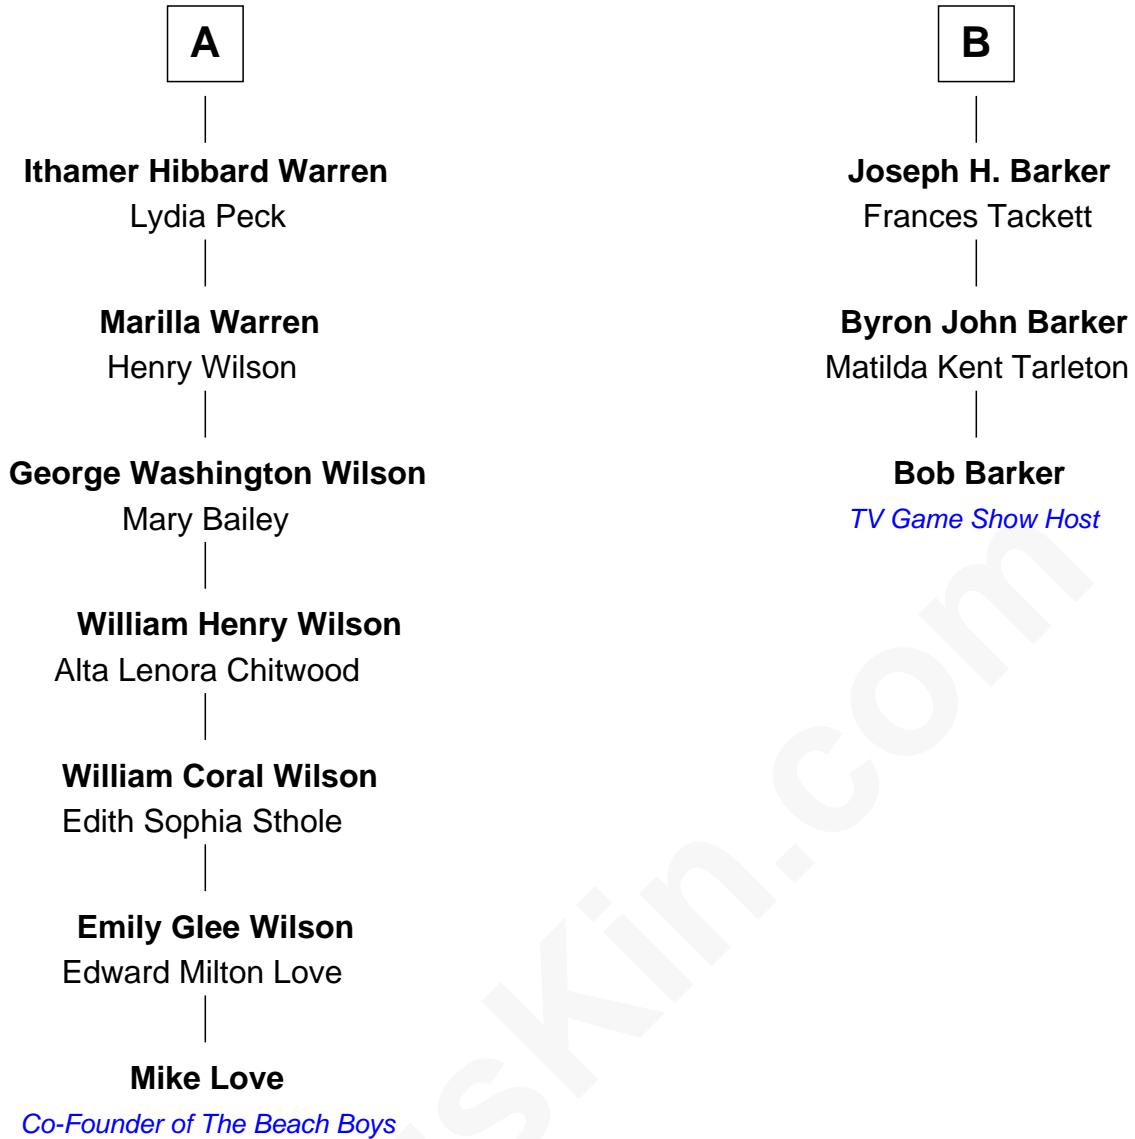 A
Ithamer Hibbard Warren
Lydia Peck
Marilla Warren
Henry Wilson
George Washington Wilson
Mary Bailey
William Henry Wilson
Alta Lenora Chitwood
William Coral Wilson
Edith Sophia Sthole
Emily Glee Wilson
Edward Milton Love
Mike Love
Co-Founder of The Beach Boys
B
Joseph H. Barker
Frances Tackett
Byron John Barker
Matilda Kent Tarleton
Bob Barker
TV Game Show Host
sKin.com